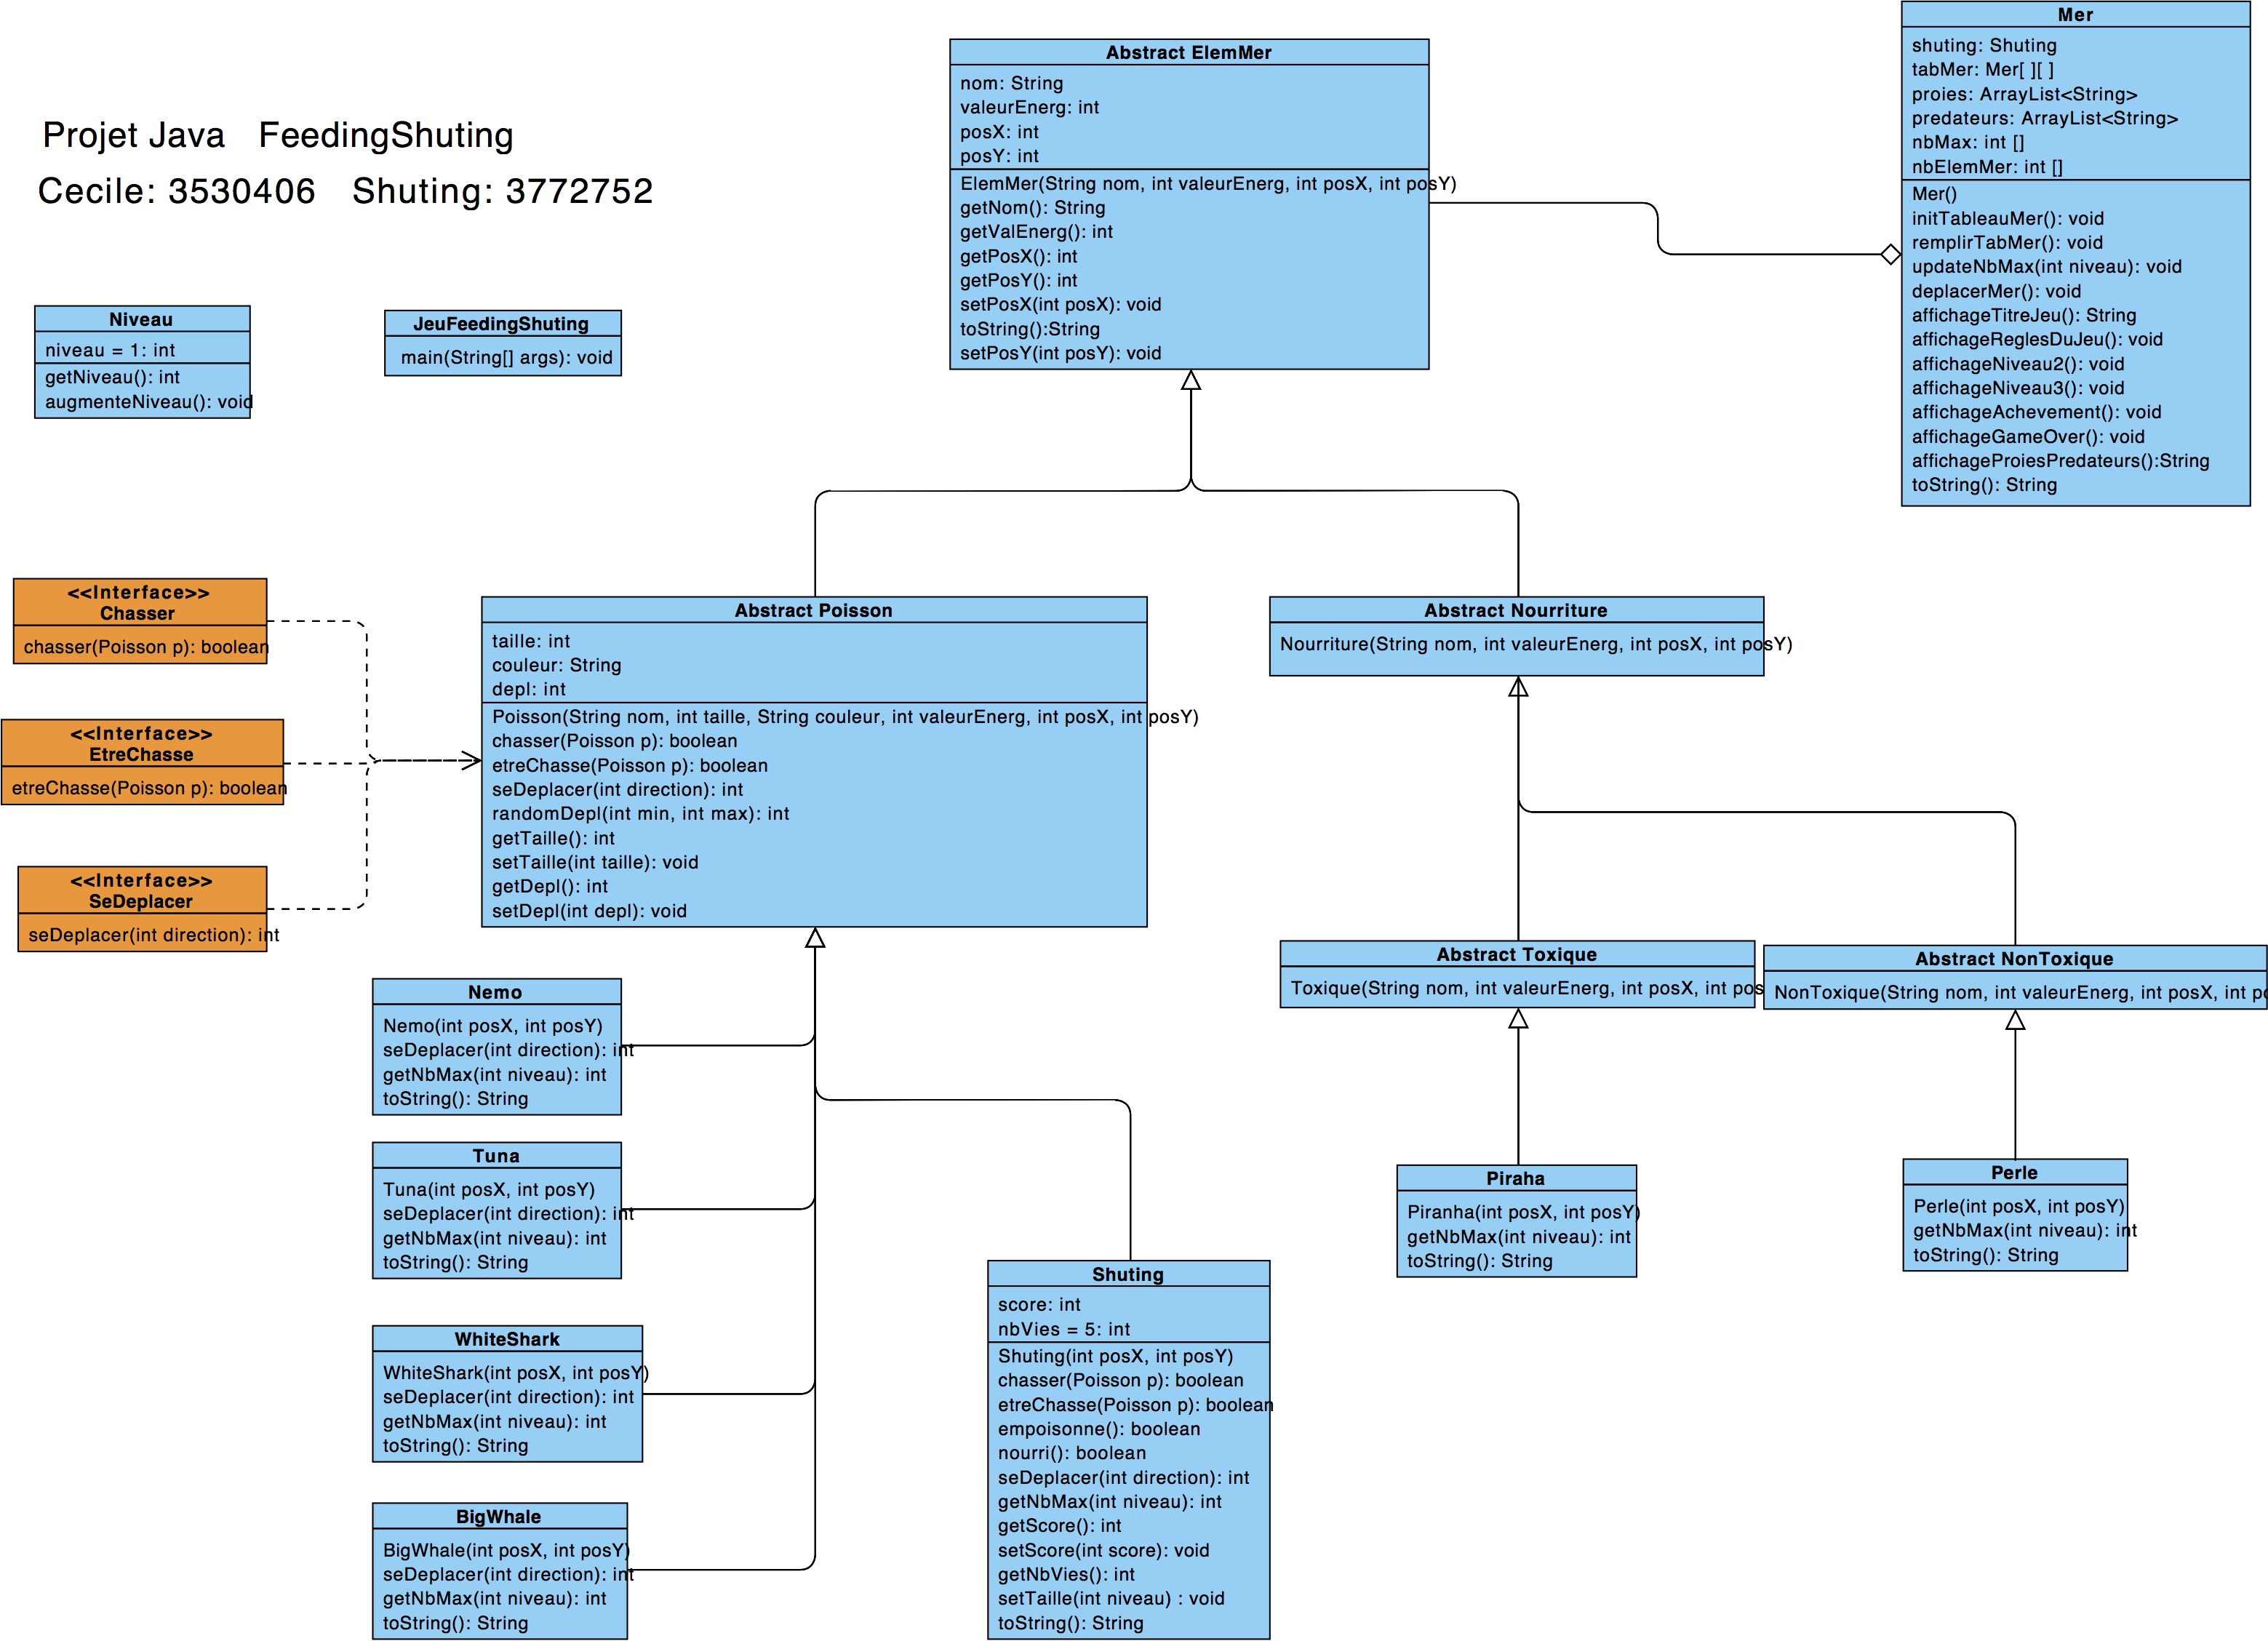 Projet Java FeedingShuting
Cecile: 3530406 Shuting: 3772752
Abstract ElemMer
nom: String
valeurEnerg: int
posX: int
posY: int
ElemMer(String nom, int valeurEnerg, int posX, int posY)
getNom(): String
getValEnerg(): int
getPosX(): int
getPosY(): int
setPosX(int posX): void
toString():String
setPosY(int posY): void
Mer
shuting: Shuting
tabMer: Mer[ ][ ]
proies: ArrayList<String>
predateurs: ArrayList<String>
nbMax: int []
nbElemMer: int []
Mer()
initTableauMer(): void
remplirTabMer(): void
updateNbMax(int niveau): void
deplacerMer(): void
affichageTitreJeu(): String
affichageReglesDuJeu(): void
affichageNiveau2(): void
affichageNiveau3(): void
affichageAchevement(): void
affichageGameOver(): void
affichageProiesPredateurs():String
toString(): String
Niveau
niveau = 1: int
getNiveau(): int
augmenteNiveau(): void
JeuFeedingShuting
main(String[] args): void
<<Interface>>
Chasser
chasser(Poisson p): boolean
<<Interface>>
EtreChasse
etreChasse(Poisson p): boolean
<<Interface>>
SeDeplacer
seDeplacer(int direction): int
Abstract Poisson
taille: int
couleur: String
depl: int
Poisson(String nom, int taille, String couleur, int valeurEnerg, int posX, int posY)
chasser(Poisson p): boolean
etreChasse(Poisson p): boolean
seDeplacer(int direction): int
randomDepl(int min, int max): int
getTaille(): int
setTaille(int taille): void
getDepl(): int
setDepl(int depl): void
Abstract Nourriture
Nourriture(String nom, int valeurEnerg, int posX, int posY)
Abstract Toxique
Toxique(String nom, int valeurEnerg, int posX, int pos
Abstract NonToxique
NonToxique(String nom, int valeurEnerg, int posX, int po
Nemo
Nemo(int posX, int posY)
seDeplacer(int direction): int
getNbMax(int niveau): int
toString(): String
Tuna
Tuna(int posX, int posY)
seDeplacer(int direction): int
getNbMax(int niveau): int
toString(): String
WhiteShark
WhiteShark(int posX, int posY)
seDeplacer(int direction): int
getNbMax(int niveau): int
toString(): String
BigWhale
BigWhale(int posX, int posY)
seDeplacer(int direction): int
getNbMax(int niveau): int
toString(): String
Shuting
score: int
nbVies = 5: int
Shuting(int posX, int posY)
chasser(Poisson p): boolean
etreChasse(Poisson p): boolean
empoisonne(): boolean
nourri(): boolean
seDeplacer(int direction): int
getNbMax(int niveau): int
getScore(): int
setScore(int score): void
getNbVies(): int
setTaille(int niveau) : void
toString(): String
Piraha
Piranha(int posX, int posY)
getNbMax(int niveau): int
toString(): String
Perle
Perle(int posX, int posY)
getNbMax(int niveau): int
toString(): String